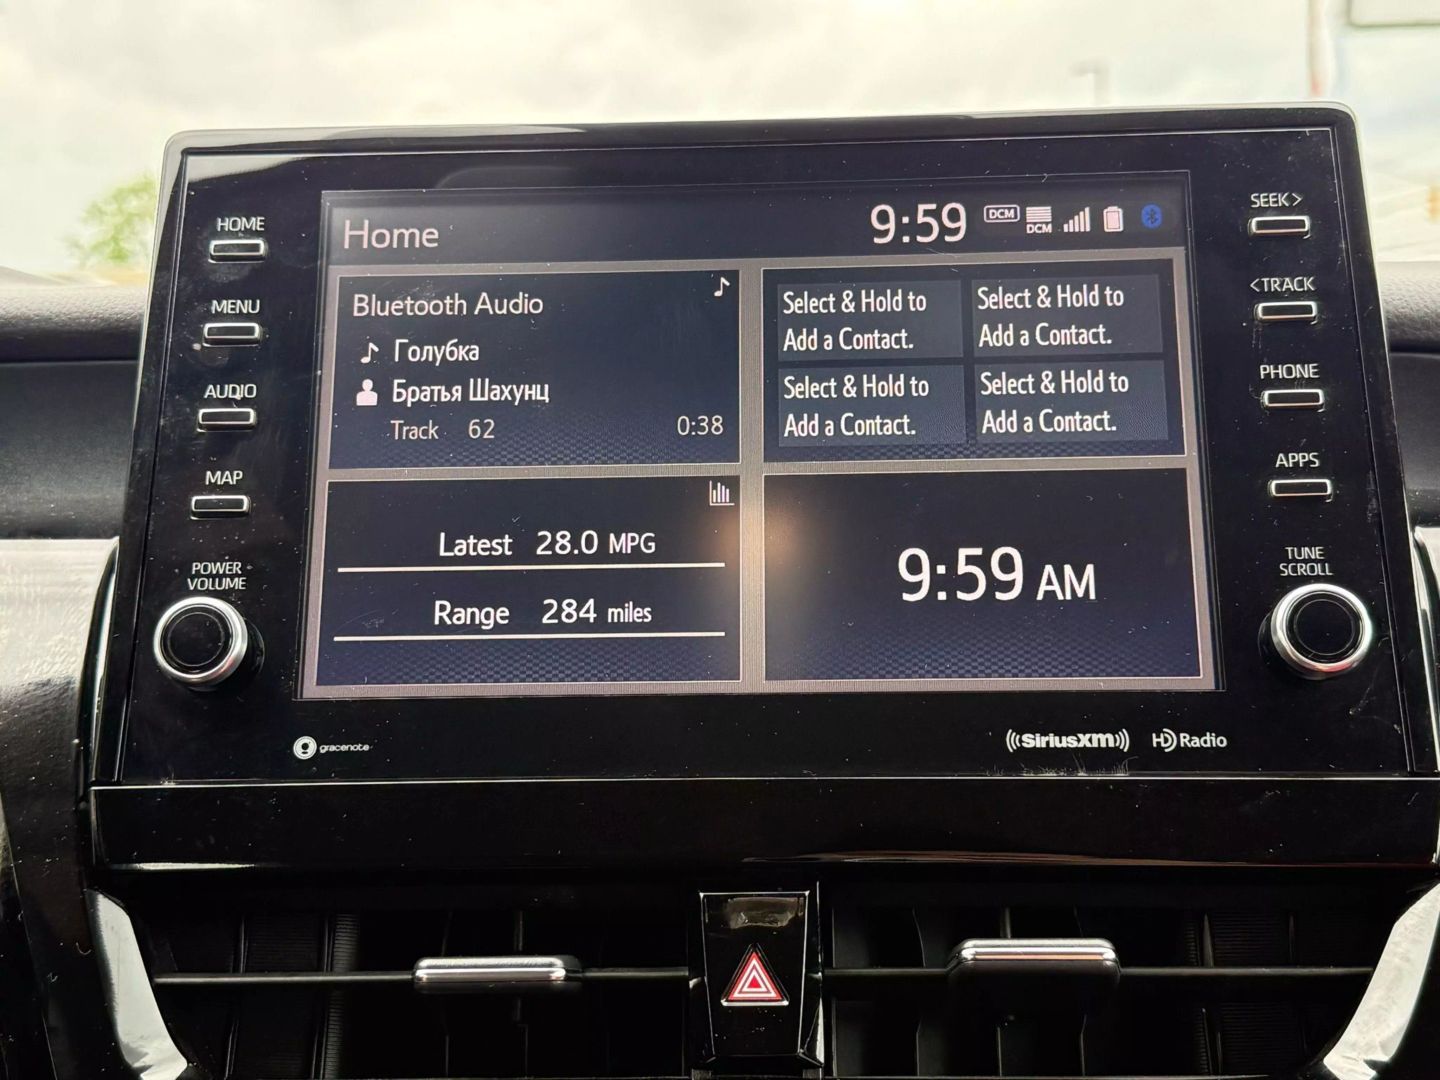 HOME
MENU
AUDIO
MAP
POWER
VOLUME
Home
9:59
DCM
DCM
Bluetooth Audio
Голубка
Братья Шахунц
Track 62
0:38
Select & Hold to
Add a Contact.
Select & Hold to
Add a Contact.
Select & Hold to
Add a Contact.
Select & Hold to
Add a Contact.
Latest 28.0 MPG
Range 284 miles
9:59 AM
SEEK>
<TRACK
PHONE
APPS
TUNE
SCROLL
gracenote
((SiriusXM))
HD Radio